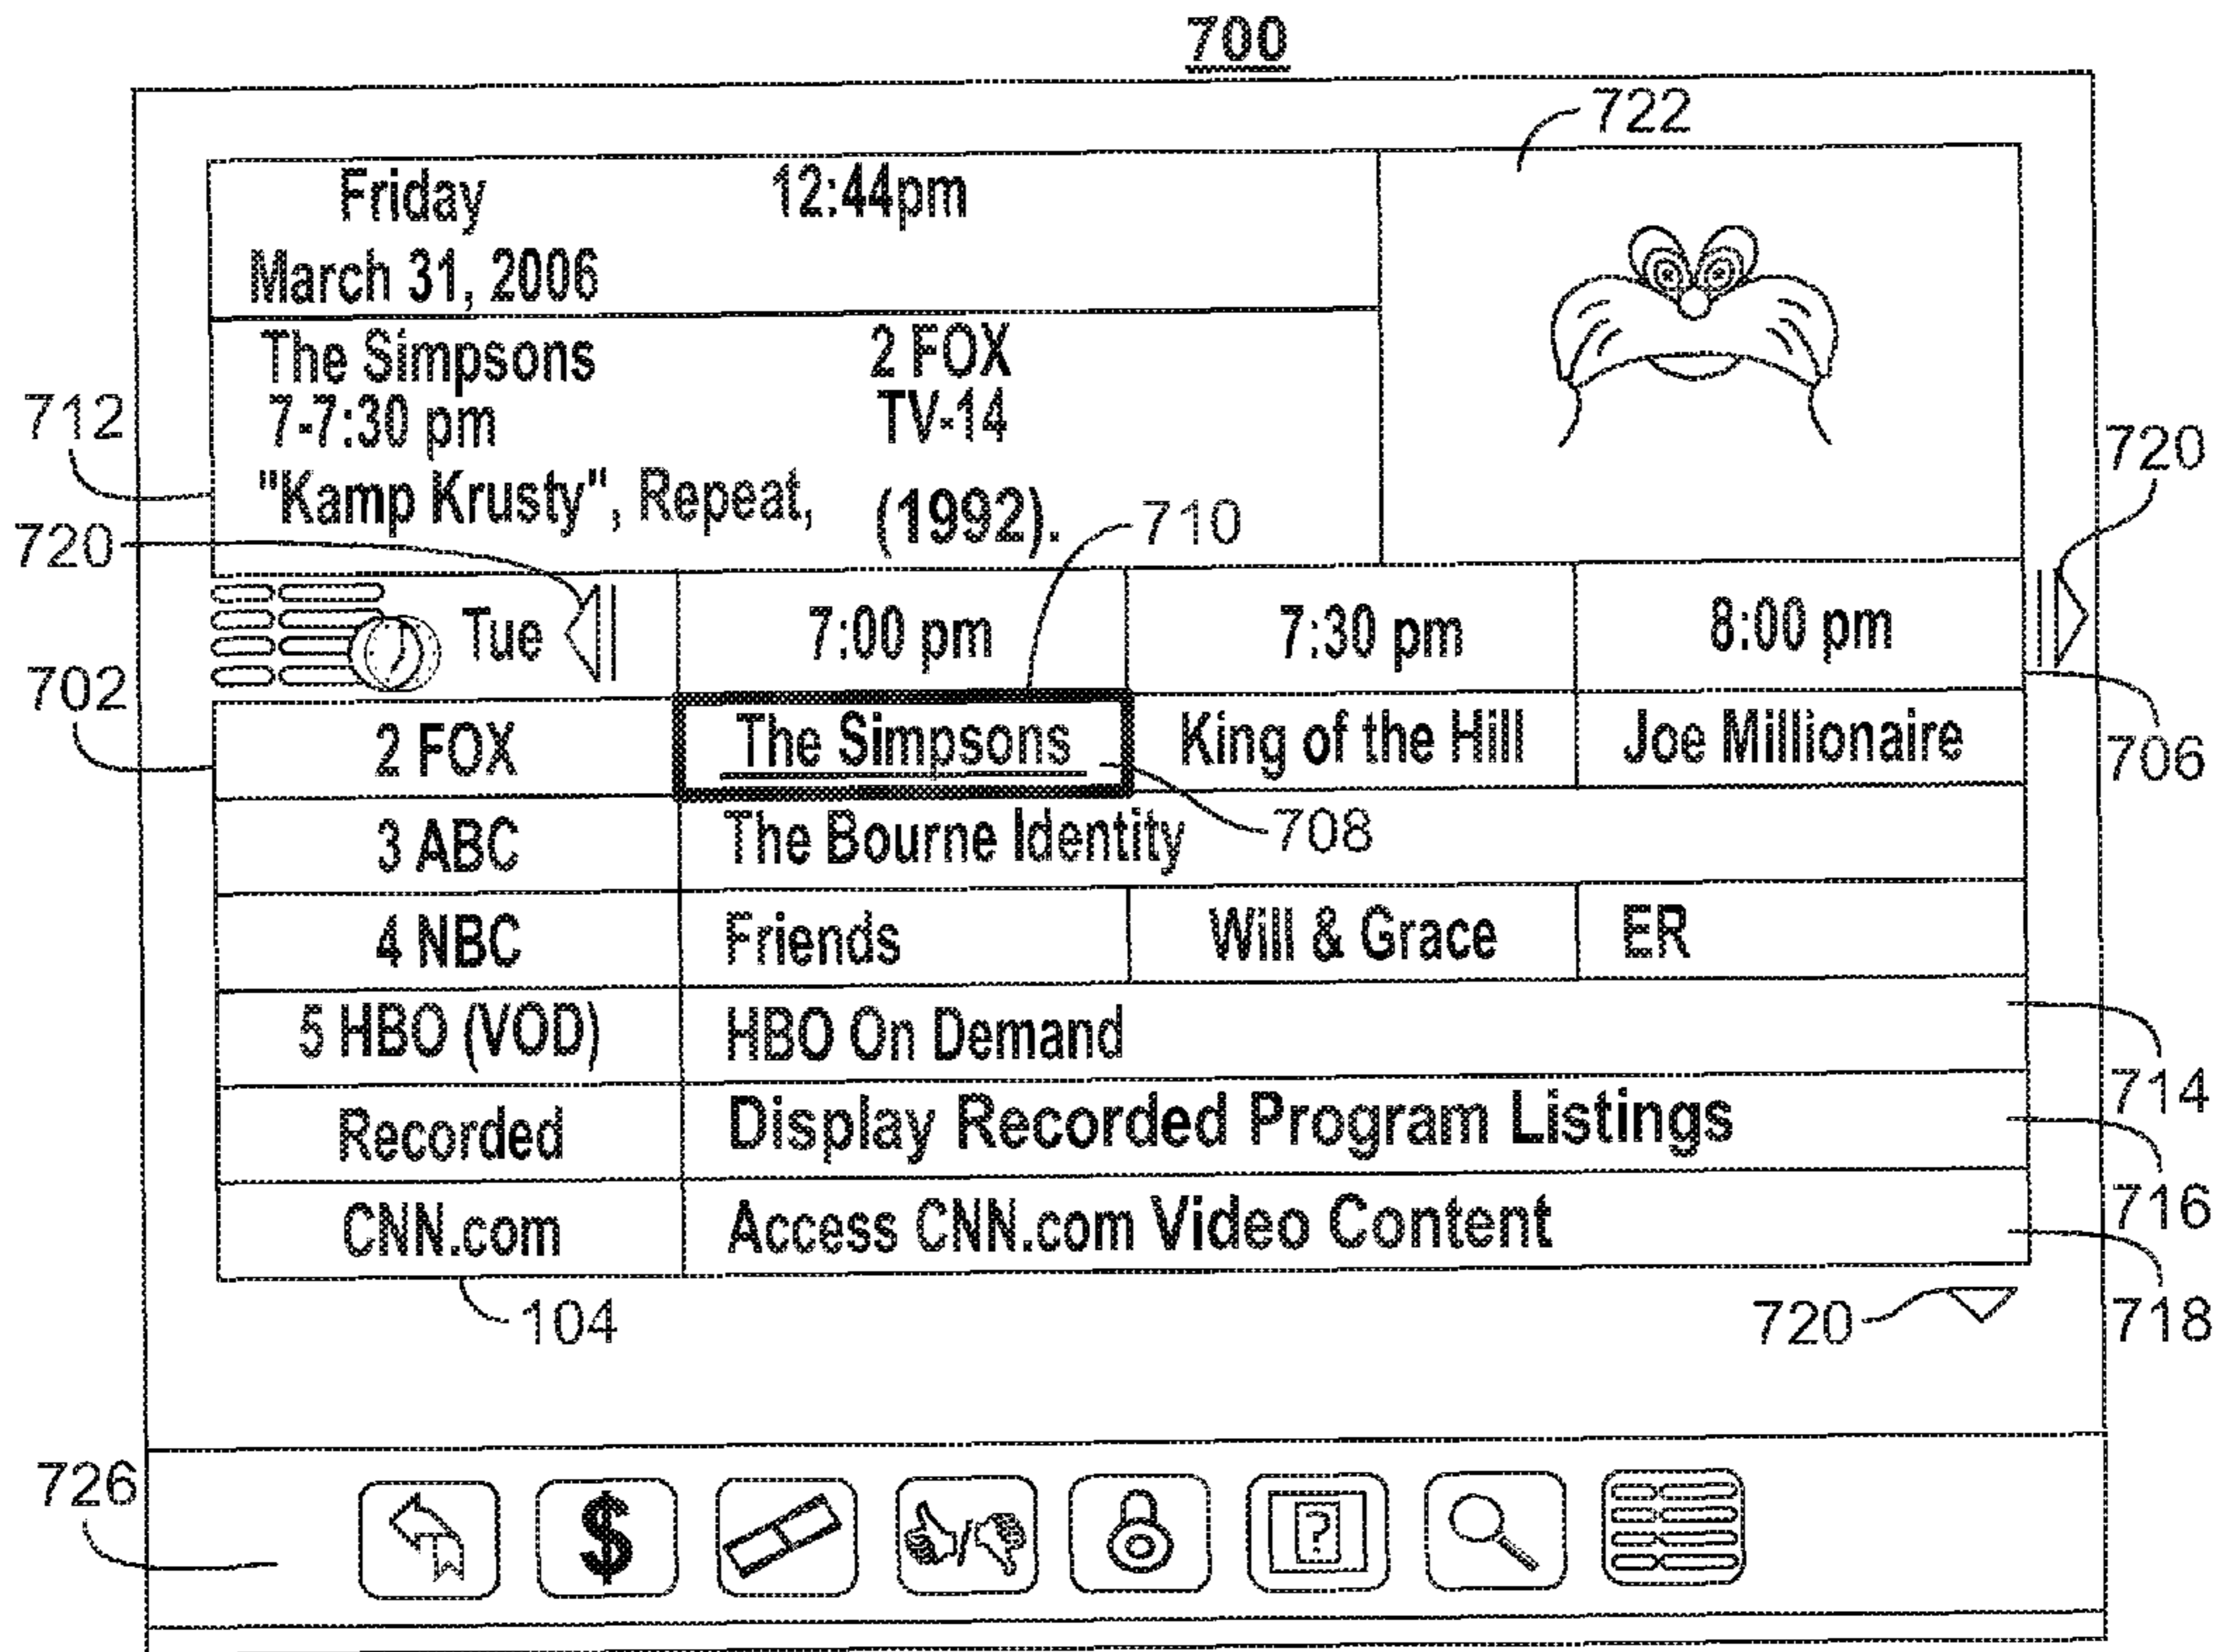 700
722
Friday 12:44pm
March 31, 2006
The Simpsons 2 FOX
712 7-7:30 pm TV-14
720
"Kamp Krusty", Repeat, (1992). 710
720
Tue 7:00 pm 7:30 pm 8:00 pm
702
2 FOX The Simpsons King of the Hill Joe Millionaire
706
3 ABC The Bourne Identity 708
4 NBC Friends Will & Grace ER
5 HBO (VOD) HBO On Demand
714
Recorded Display Recorded Program Listings
716
CNN.com Access CNN.com Video Content
104 720 718
726
$ ?